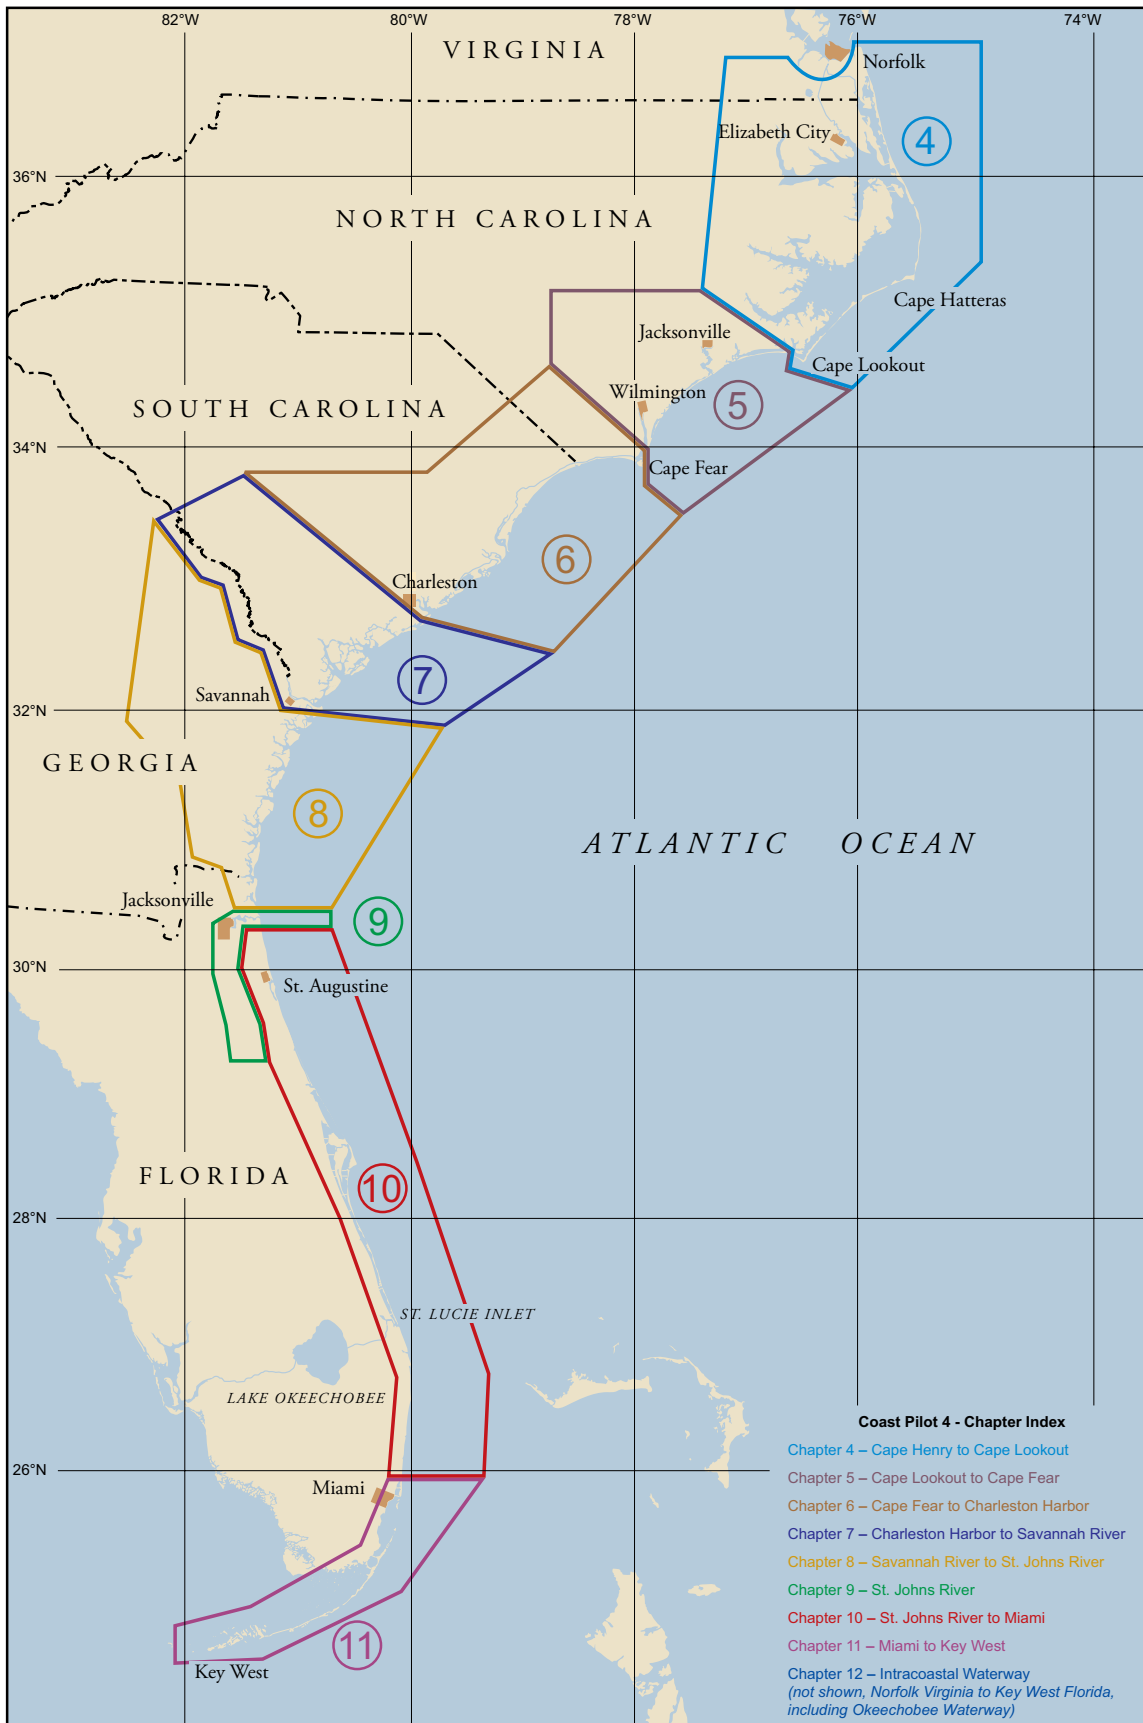 82°W
80°W
78°W
76°W
74°W
VIRGINIA
Norfolk
Elizabeth City
4
36°N
NORTH CAROLINA
Cape Hatteras
Jacksonville
Cape Lookout
Wilmington
5
SOUTH CAROLINA
34°N
Cape Fear
6
Charleston
7
Savannah
32°N
GEORGIA
8
ATLANTIC OCEAN
Jacksonville
9
30°N
St. Augustine
FLORIDA
10
28°N
ST. LUCIE INLET
LAKE OKEECHOBEE
26°N
Miami
11
Key West
Coast Pilot 4 - Chapter Index
Chapter 4 – Cape Henry to Cape Lookout
Chapter 5 – Cape Lookout to Cape Fear
Chapter 6 – Cape Fear to Charleston Harbor
Chapter 7 – Charleston Harbor to Savannah River
Chapter 8 – Savannah River to St. Johns River
Chapter 9 – St. Johns River
Chapter 10 – St. Johns River to Miami
Chapter 11 – Miami to Key West
Chapter 12 – Intracoastal Waterway
(not shown, Norfolk Virginia to Key West Florida,
including Okeechobee Waterway)